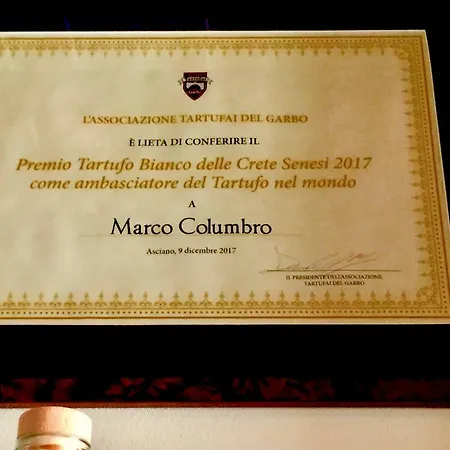 L'ASSOCIAZIONE TARTUFAI DEL GARBO
È LIETA DI CONFERIRE IL
Premio Tartufo Bianco delle Crete Senesi 2017
come ambasciatore del Tartufo nel mondo
A
Marco Columbro
Asciano, 9 dicembre 2017
IL PRESIDENTE DELL'ASSOCIAZIONE
TARTUFAI DEL GARBO